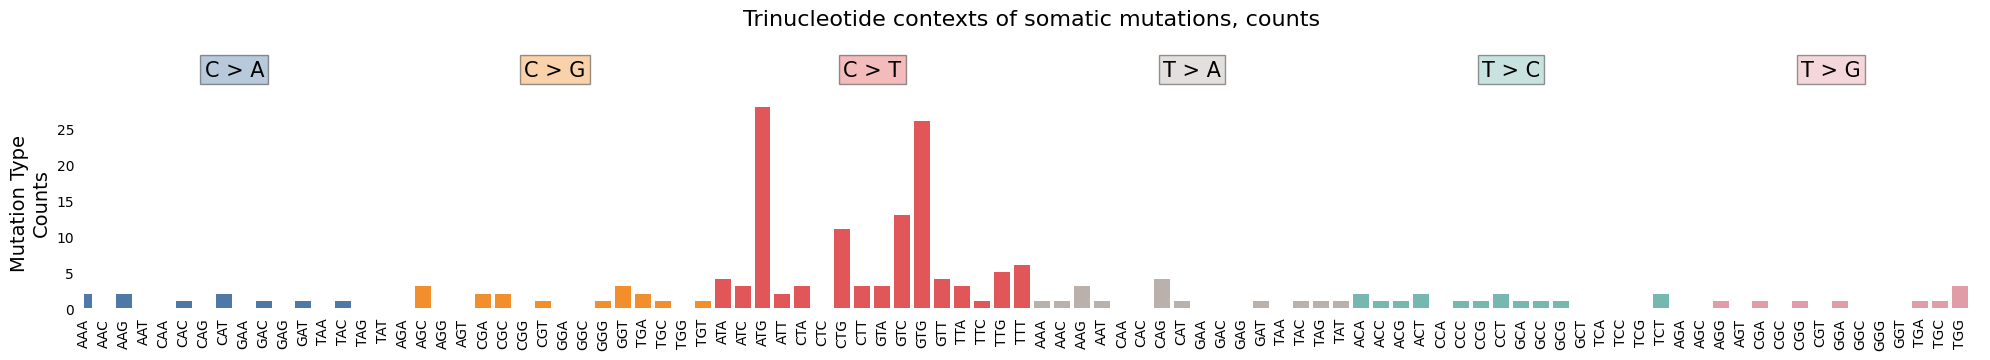 Trinucleotide contexts of somatic mutations, counts
C > A C > G C > T T > A T > C T > G
Mutation Type
Counts
25
20
15
10
5
0
AAA AAC AAG AAT CAA CAC CAG CAT GAA GAC GAG GAT TAA TAC TAG TAT AGA AGC AGG AGT CGA CGC CGG CGT GGA GGC GGG GGT TGA TGC TGG TGT ATA ATC ATG ATT CTA CTC CTG CTT GTA GTC GTG GTT TTA TTC TTG TTT AAA AAC AAG AAT CAA CAC CAG CAT GAA GAC GAG GAT TAA TAC TAG TAT ACA ACC ACG ACT CCA CCC CCG CCT GCA GCC GCG GCT TCA TCC TCG TCT AGA AGC AGG AGT CGA CGC CGG CGT GGA GGC GGG GGT TGA TGC TGG